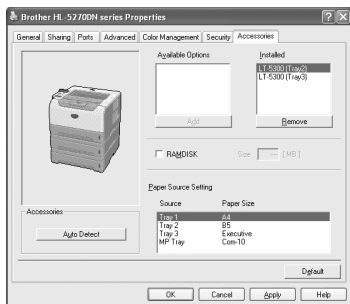 Brother HL-5270DN series Properties
General Sharing Ports Advanced Color Management Security Accessories
Available Options
Installed
LT-5300 (Tray2)
LT-5300 (Tray3)
Add
Remove
RAMDISK Size --- [MB]
Paper Source Setting
Source Paper Size
Tray 1 A4
Tray 2 B5
Tray 3 Executive
MP Tray Com-10
Accessories
Auto Detect
Default
OK Cancel Apply Help